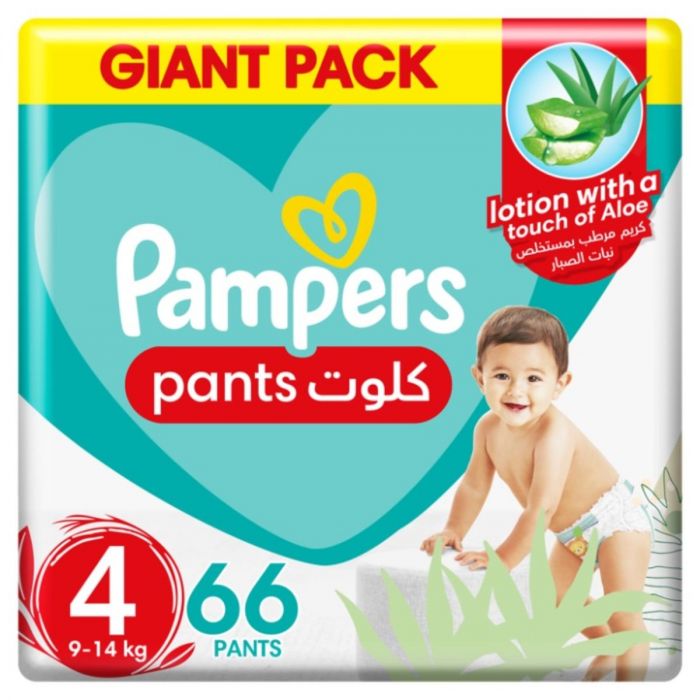 GIANT PACK
lotion with a
touch of Aloe
كريم مرطب بمستخلص
نبات الصبار
Pampers
pants كلوت
4
9-14 kg
66
PANTS